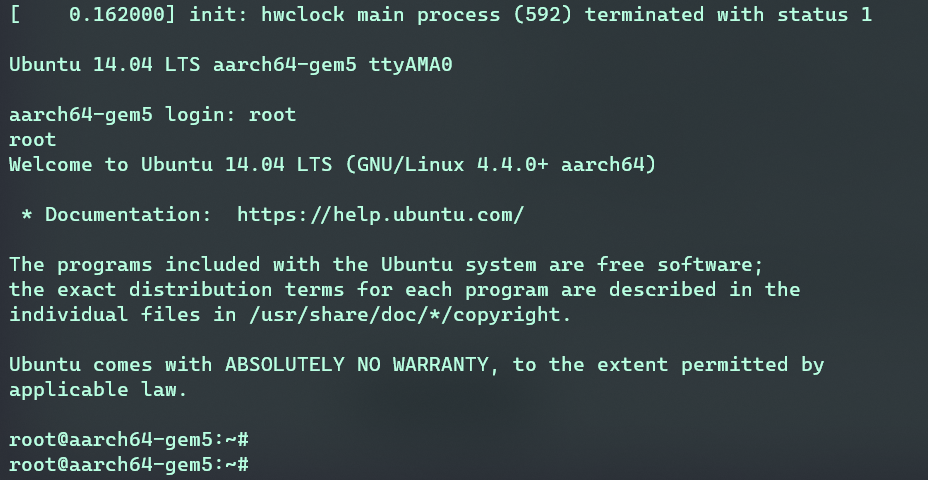 [    0.162000] init: hwclock main process (592) terminated with status 1
Ubuntu 14.04 LTS aarch64-gem5 ttyAMA0
aarch64-gem5 login: root
root
Welcome to Ubuntu 14.04 LTS (GNU/Linux 4.4.0+ aarch64)
 * Documentation:  https://help.ubuntu.com/
The programs included with the Ubuntu system are free software;
the exact distribution terms for each program are described in the
individual files in /usr/share/doc/*/copyright.
Ubuntu comes with ABSOLUTELY NO WARRANTY, to the extent permitted by
applicable law.
root@aarch64-gem5:~#
root@aarch64-gem5:~#